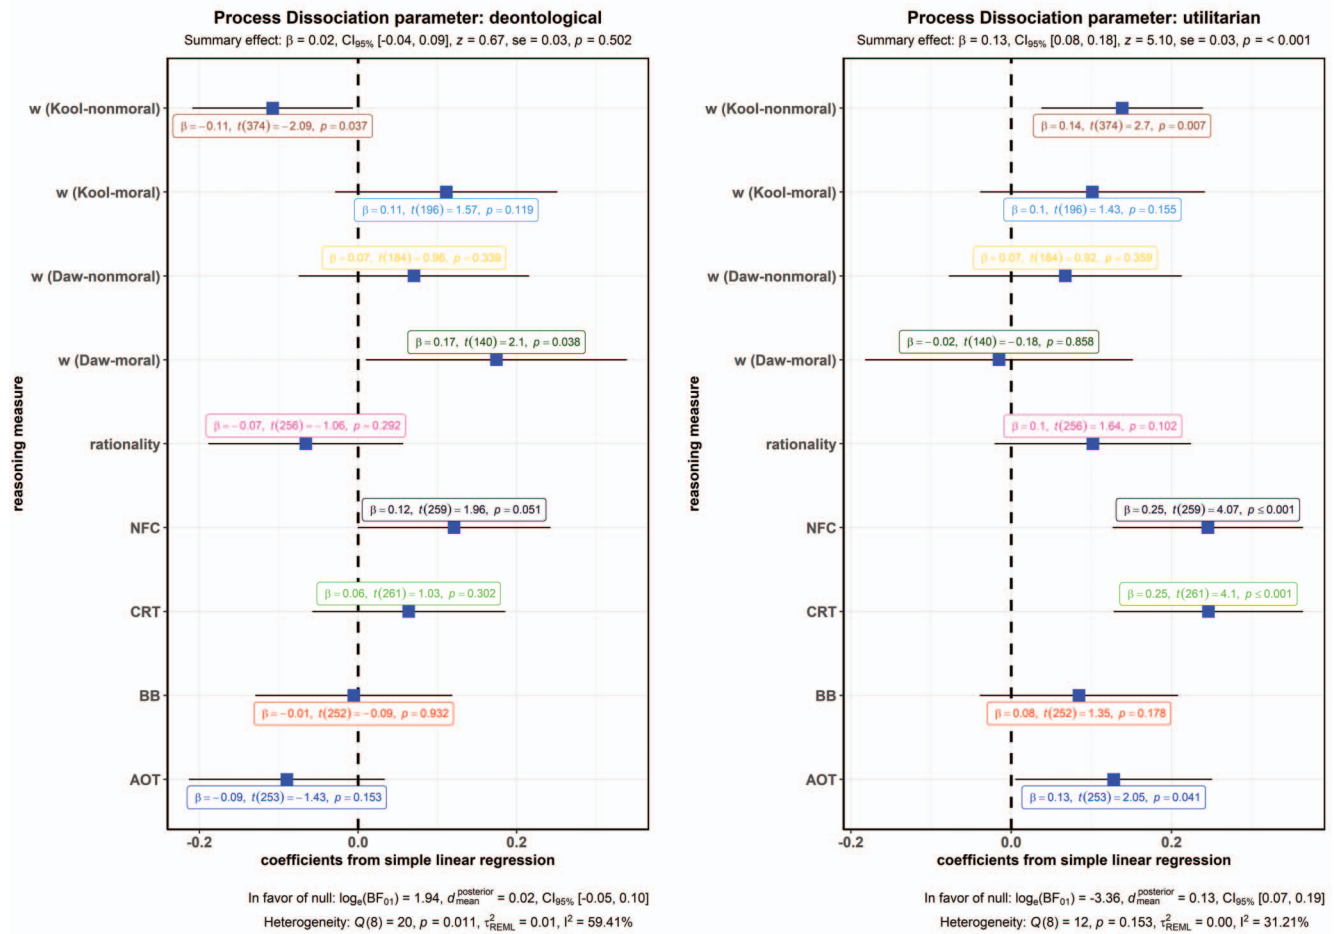 Process Dissociation parameter: deontological
Summary effect: β = 0.02, CI95% [-0.04, 0.09], z = 0.67, se = 0.03, p = 0.502
w (Kool-nonmoral)
β = −0.11, t(374) = −2.09, p = 0.037
w (Kool-moral)
β = 0.11, t(196) = 1.57, p = 0.119
β = 0.07, t(184) = 0.96, p = 0.339
w (Daw-nonmoral)
β = 0.17, t(140) = 2.1, p = 0.038
w (Daw-moral)
β = −0.07, t(256) = −1.06, p = 0.292
rationality
reasoning measure
β = 0.12, t(259) = 1.96, p = 0.051
NFC
β = 0.06, t(261) = 1.03, p = 0.302
CRT
BB
β = −0.01, t(252) = −0.09, p = 0.932
AOT
β = −0.09, t(253) = −1.43, p = 0.153
-0.2 0.0 0.2
coefficients from simple linear regression
In favor of null: loge(BF01) = 1.94, d posterior mean = 0.02, CI95% [-0.05, 0.10]
Heterogeneity: Q(8) = 20, p = 0.011, τ²REML = 0.01, I² = 59.41%
Process Dissociation parameter: utilitarian
Summary effect: β = 0.13, CI95% [0.08, 0.18], z = 5.10, se = 0.03, p = < 0.001
w (Kool-nonmoral)
β = 0.14, t(374) = 2.7, p = 0.007
w (Kool-moral)
β = 0.1, t(196) = 1.43, p = 0.155
β = 0.07, t(184) = 0.92, p = 0.359
w (Daw-nonmoral)
β = −0.02, t(140) = −0.18, p = 0.858
w (Daw-moral)
β = 0.1, t(256) = 1.64, p = 0.102
rationality
reasoning measure
β = 0.25, t(259) = 4.07, p ≤ 0.001
NFC
β = 0.25, t(261) = 4.1, p ≤ 0.001
CRT
BB
β = 0.08, t(252) = 1.35, p = 0.178
AOT
β = 0.13, t(253) = 2.05, p = 0.041
-0.2 0.0 0.2
coefficients from simple linear regression
In favor of null: loge(BF01) = -3.36, d posterior mean = 0.13, CI95% [0.07, 0.19]
Heterogeneity: Q(8) = 12, p = 0.153, τ²REML = 0.00, I² = 31.21%